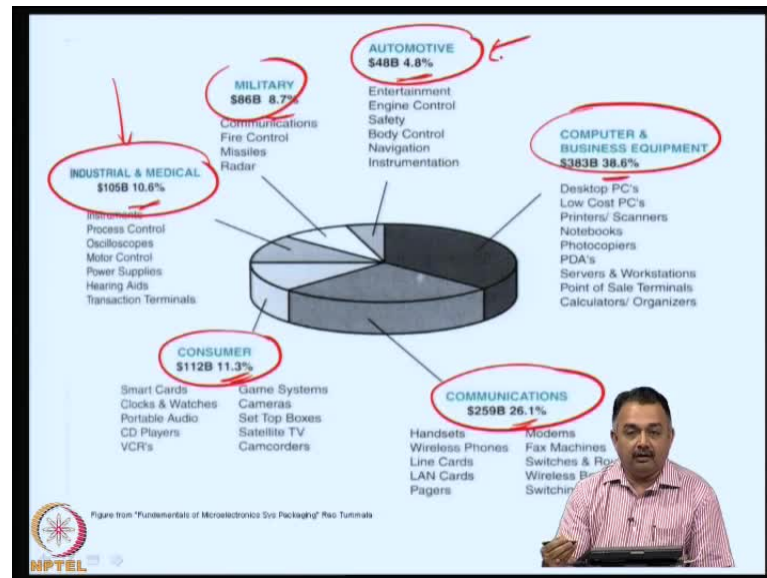 AUTOMOTIVE
$48B 4.8%
Entertainment
Engine Control
Safety
Body Control
Navigation
Instrumentation
MILITARY
$86B 8.7%
Communications
Fire Control
Missiles
Radar
COMPUTER &
BUSINESS EQUIPMENT
$383B 38.6%
Desktop PC's
Low Cost PC's
Printers/ Scanners
Notebooks
Photocopiers
PDA's
Servers & Workstations
Point of Sale Terminals
Calculators/ Organizers
INDUSTRIAL & MEDICAL
$105B 10.6%
Instruments
Process Control
Oscilloscopes
Motor Control
Power Supplies
Hearing Aids
Transaction Terminals
CONSUMER
$112B 11.3%
Smart Cards
Clocks & Watches
Portable Audio
CD Players
VCR's
Game Systems
Cameras
Set Top Boxes
Satellite TV
Camcorders
COMMUNICATIONS
$259B 26.1%
Handsets
Wireless Phones
Line Cards
LAN Cards
Pagers
Modems
Fax Machines
Switches &
Wireless
Figure from "Fundamentals of Microelectronics Sys Packaging" Rao Tummala
NPTEL